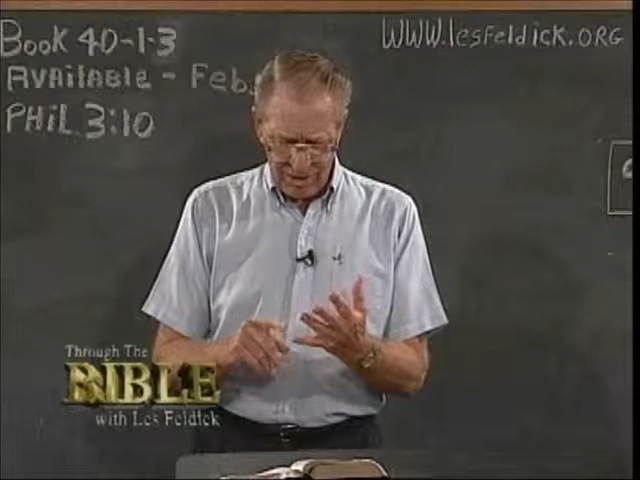 Book 40-1-3
www.lesfeldick.org
Available - Feb.
PHIL 3:10
Through The
BIBLE
with Les Feldick